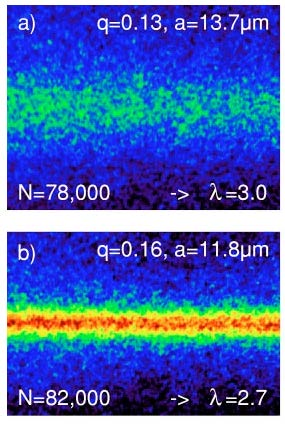 a) q=0.13, a=13.7µm
N=78,000 -> λ=3.0
b) q=0.16, a=11.8µm
N=82,000 -> λ=2.7